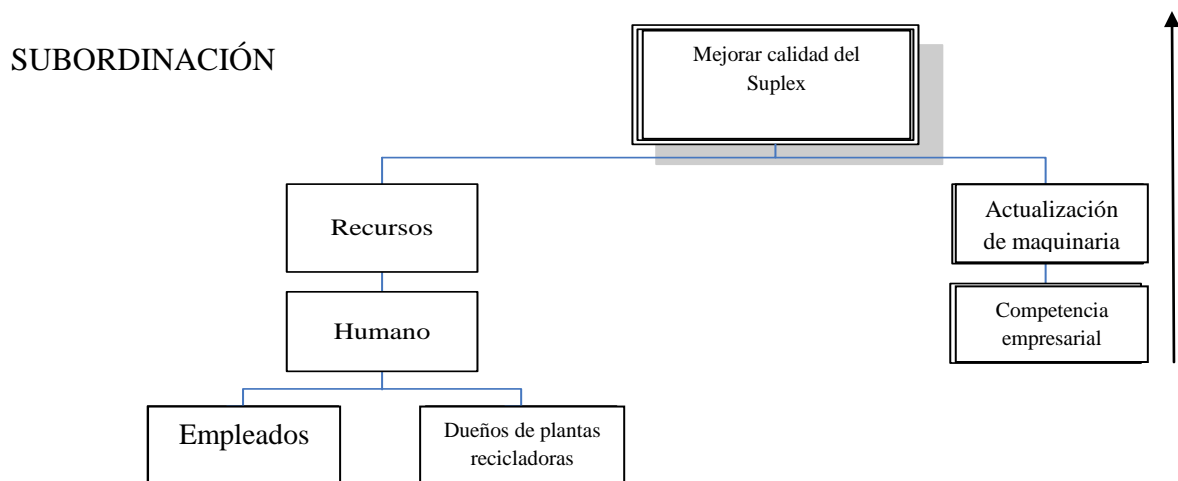 SUBORDINACIÓN
Mejorar calidad del
Suplex
Recursos
Actualización
de maquinaria
Humano
Competencia
empresarial
Empleados
Dueños de plantas
recicladoras